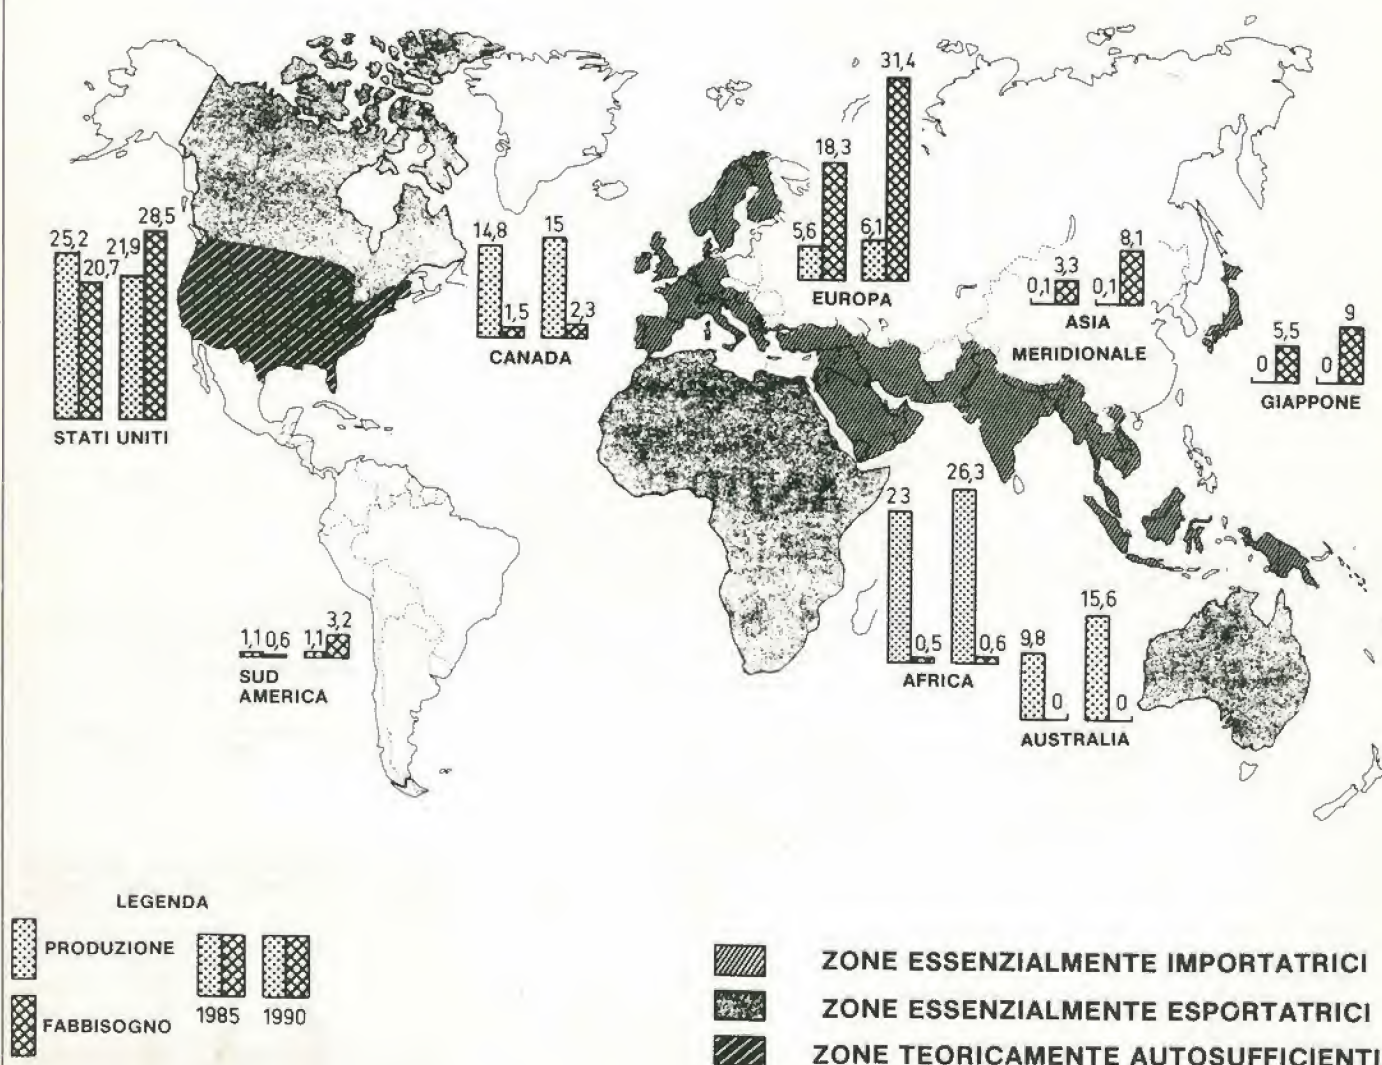 31,4
18,3
5,6
6,1
EUROPA
25,2
20,7
21,9
28,5
STATI UNITI
14,8
1,5
15
2,3
CANADA
0,1
3,3
0,1
8,1
ASIA
MERIDIONALE
0
5,5
0
9
GIAPPONE
1,1 0,6
1,1
3,2
SUD
AMERICA
23
0,5
26,3
0,6
AFRICA
9,8
0
15,6
0
AUSTRALIA
LEGENDA
PRODUZIONE
FABBISOGNO
1985 1990
ZONE ESSENZIALMENTE IMPORTATRICI
ZONE ESSENZIALMENTE ESPORTATRICI
ZONE TEORICAMENTE AUTOSUFFICIENTI